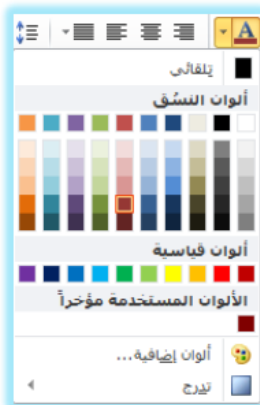 A
تلقائي
ألوان النسُق
ألوان قياسية
الألوان المستخدمة مؤخراً
ألوان إضافية...
تدرج